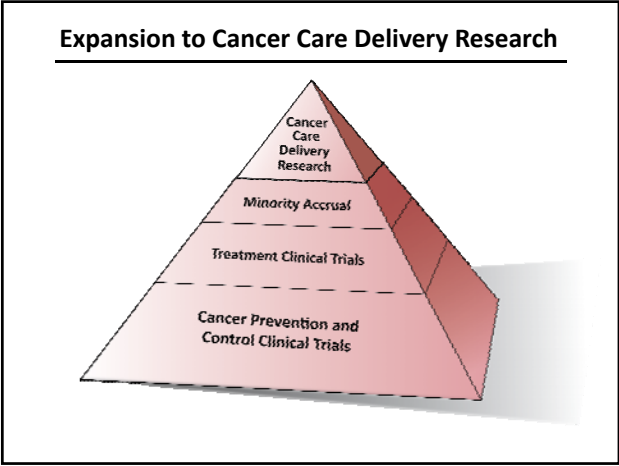 Expansion to Cancer Care Delivery Research
Cancer
Care
Delivery
Research
Minority Accrual
Treatment Clinical Trials
Cancer Prevention and
Control Clinical Trials